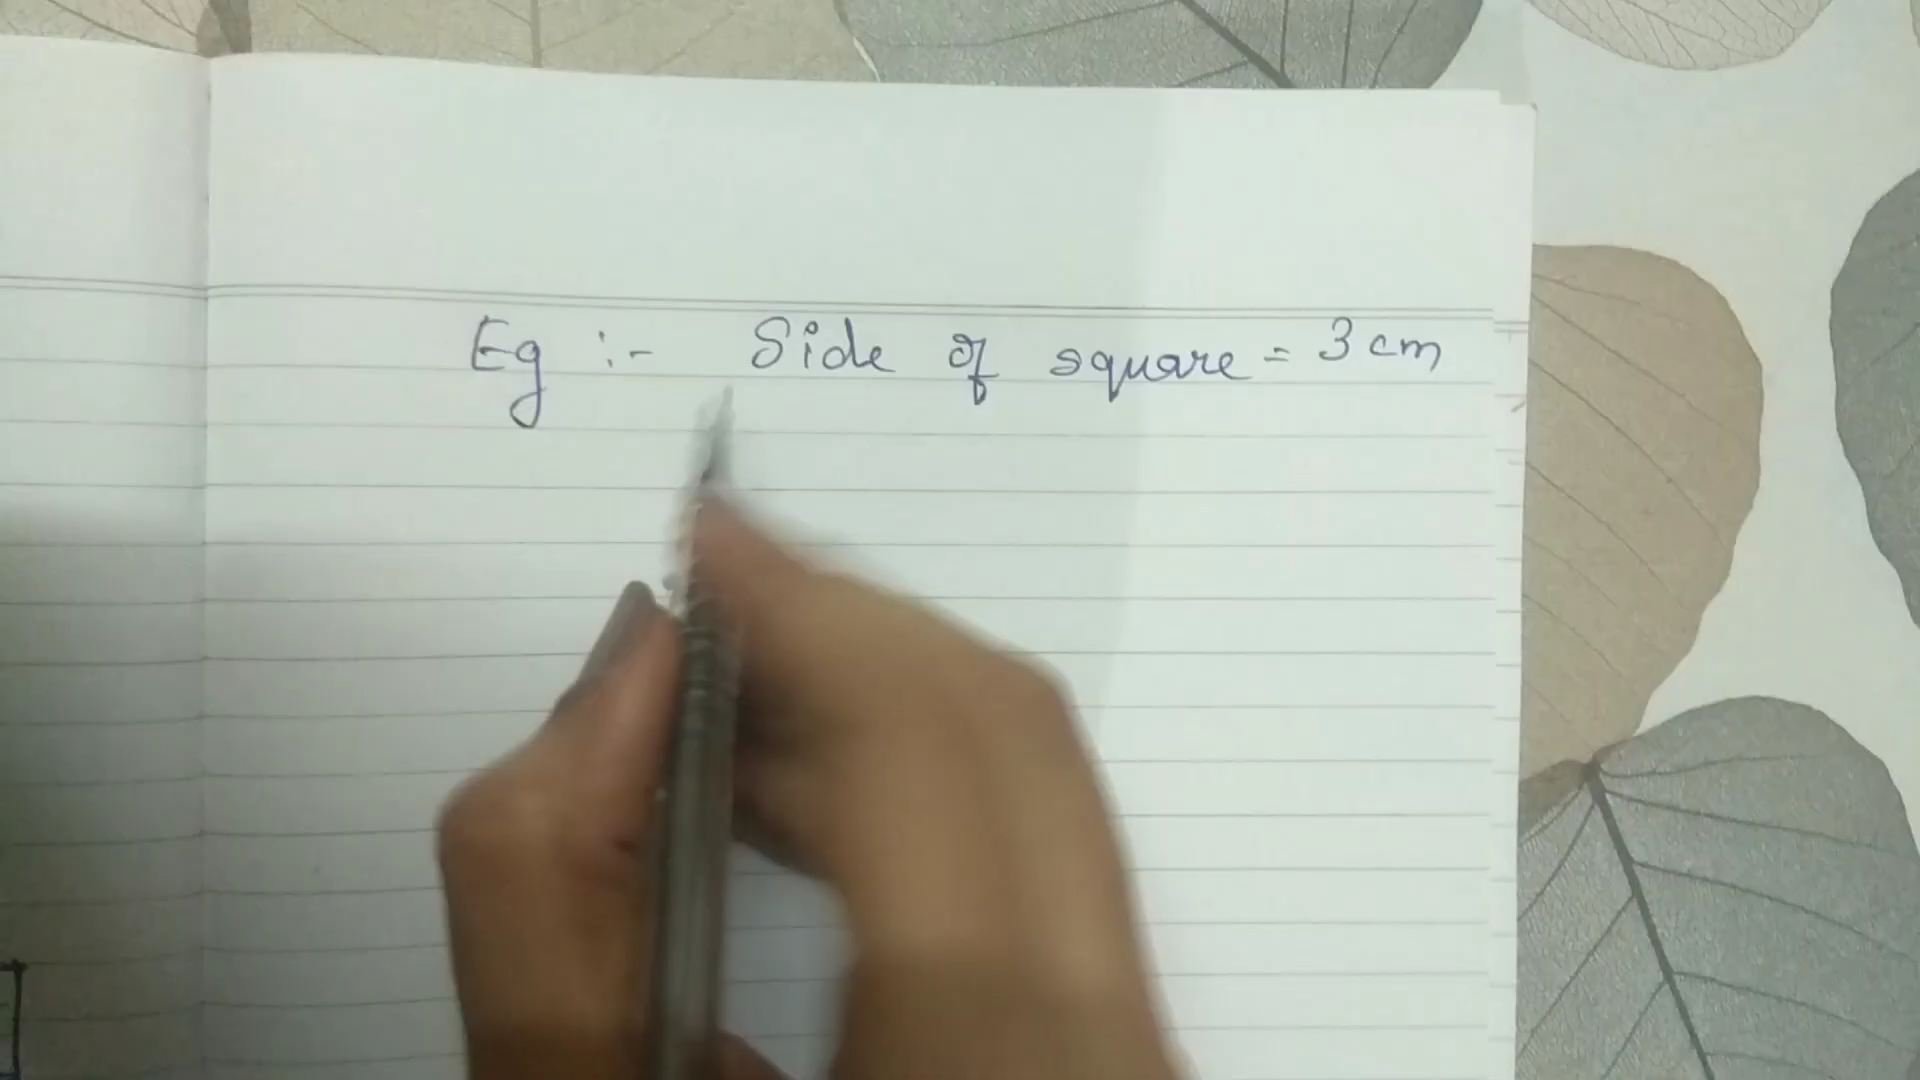 Eg :- Side of square = 3 cm